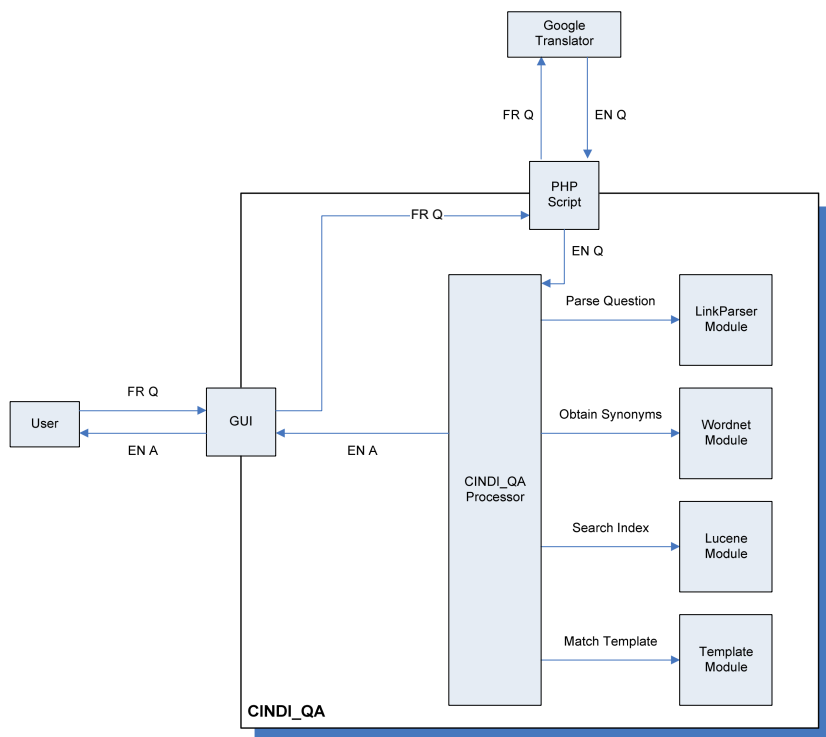 Google
Translator
FR Q
EN Q
PHP
Script
FR Q
EN Q
Parse Question
LinkParser
Module
FR Q
User
GUI
Obtain Synonyms
Wordnet
Module
EN A
EN A
CINDI_QA
Processor
Search Index
Lucene
Module
Match Template
Template
Module
CINDI_QA